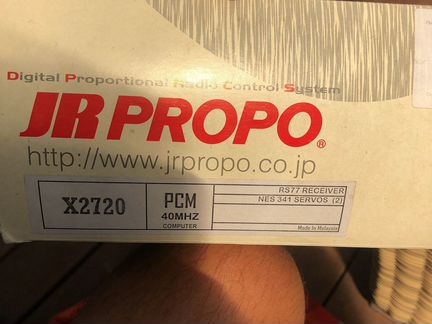 Digital Proportional Radio Control System
JR PROPO®
http://www.jrpropo.co.jp
X2720
PCM
40MHZ
COMPUTER
RS77 RECEIVER
NES 341 SERVOS (2)
Made In Malaysia